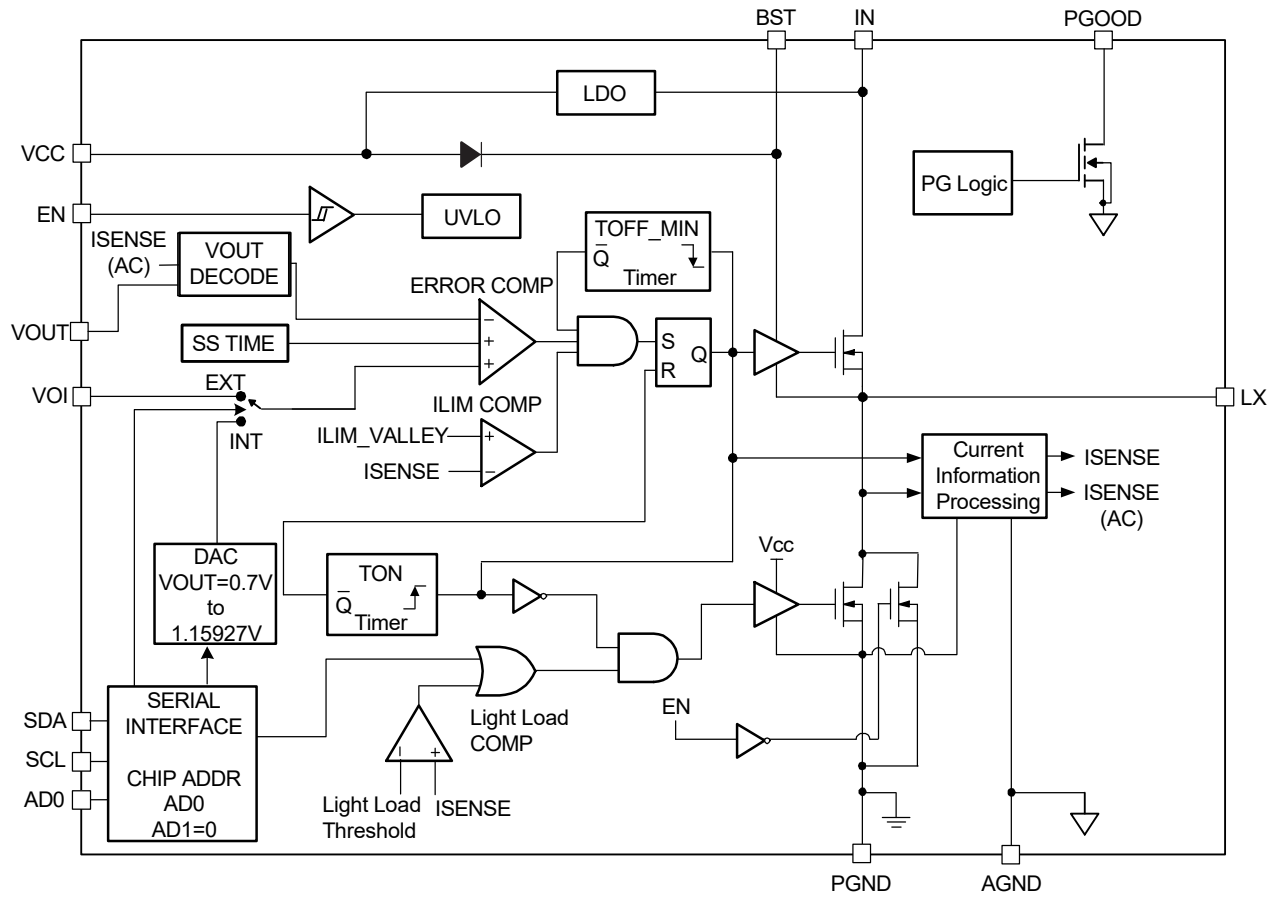 BST
IN
PGOOD
LDO
VCC
PG Logic
EN
UVLO
ISENSE
(AC)
VOUT
DECODE
TOFF_MIN
Q̅
Timer
ERROR COMP
VOUT
−
+
+
SS TIME
S
R
Q
VOI
EXT
INT
LX
ILIM COMP
ILIM_VALLEY
+
ISENSE
−
Current
Information
Processing
ISENSE
ISENSE
(AC)
DAC
VOUT=0.7V
to
1.15927V
TON
Q̅
Timer
Vcc
SDA
SCL
AD0
SERIAL
INTERFACE
CHIP ADDR
AD0
AD1=0
Light Load
COMP
−
+
Light Load
Threshold
ISENSE
EN
PGND
AGND